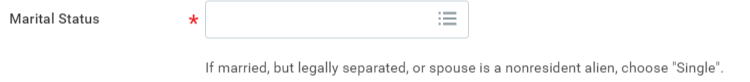 Marital Status *
If married, but legally separated, or spouse is a nonresident alien, choose "Single".